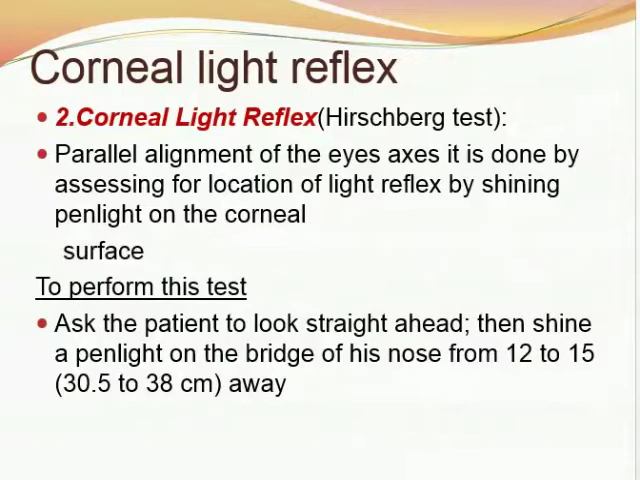 Corneal light reflex
2.Corneal Light Reflex(Hirschberg test):
Parallel alignment of the eyes axes it is done by
assessing for location of light reflex by shining
penlight on the corneal
surface
To perform this test
Ask the patient to look straight ahead; then shine
a penlight on the bridge of his nose from 12 to 15
(30.5 to 38 cm) away